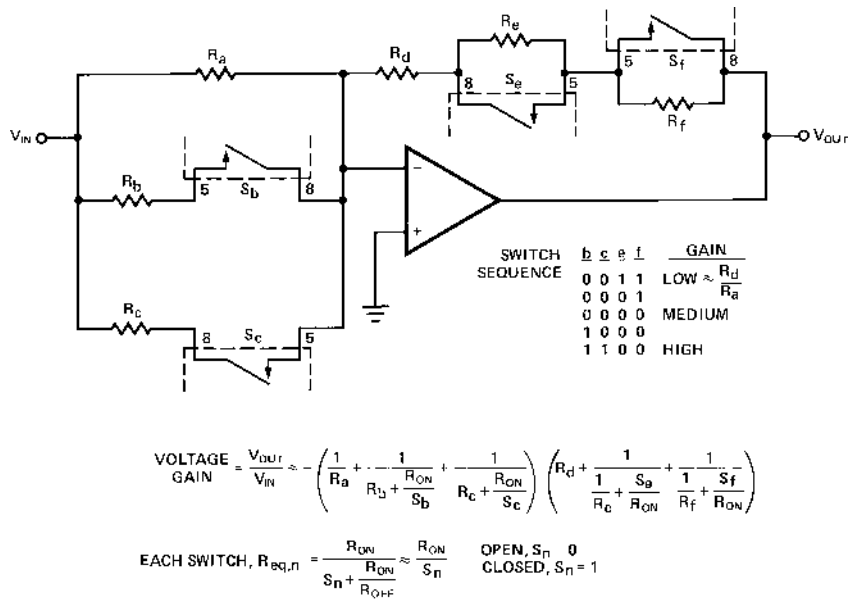 Re
Ra
Rd
8
Se
5
5
Sf
8
Rf
VIN
VOUT
Rb
5
Sb
8
−
+
Rc
8
Sc
5
SWITCH SEQUENCE
b c e f GAIN
0 0 1 1 LOW ≈ Rd/Ra
0 0 0 1
0 0 0 0 MEDIUM
1 0 0 0
1 1 0 0 HIGH
VOLTAGE GAIN = VOUT/VIN ≈ -(1/Ra + 1/(Rb + RON/Sb) + 1/(Rc + RON/Sc)) (Rd + 1/(1/Re + Se/RON) + 1/(1/Rf + Sf/RON))
EACH SWITCH, Req,n = RON/(Sn + RON/ROFF) ≈ RON/Sn
OPEN, Sn 0
CLOSED, Sn = 1